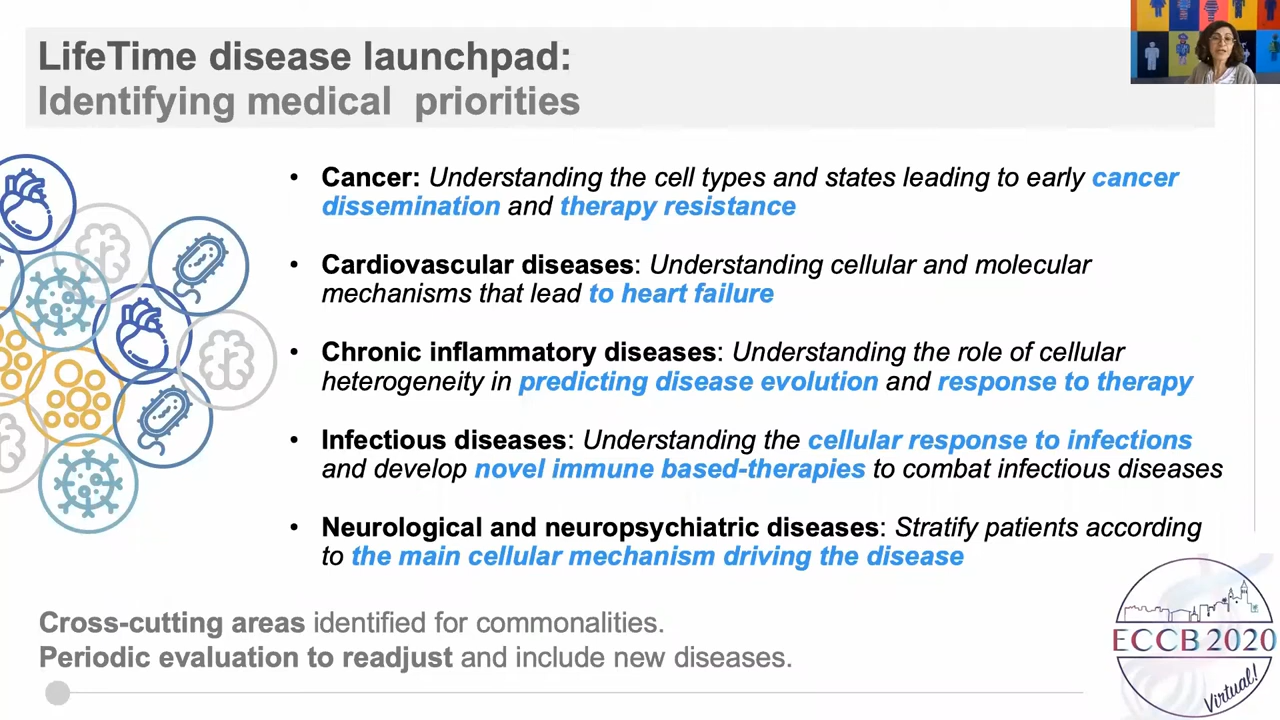 LifeTime disease launchpad:
Identifying medical priorities
• Cancer: Understanding the cell types and states leading to early cancer
dissemination and therapy resistance
• Cardiovascular diseases: Understanding cellular and molecular
mechanisms that lead to heart failure
• Chronic inflammatory diseases: Understanding the role of cellular
heterogeneity in predicting disease evolution and response to therapy
• Infectious diseases: Understanding the cellular response to infections
and develop novel immune based-therapies to combat infectious diseases
• Neurological and neuropsychiatric diseases: Stratify patients according
to the main cellular mechanism driving the disease
Cross-cutting areas identified for commonalities.
Periodic evaluation to readjust and include new diseases.
ECCB 2020
Virtual!